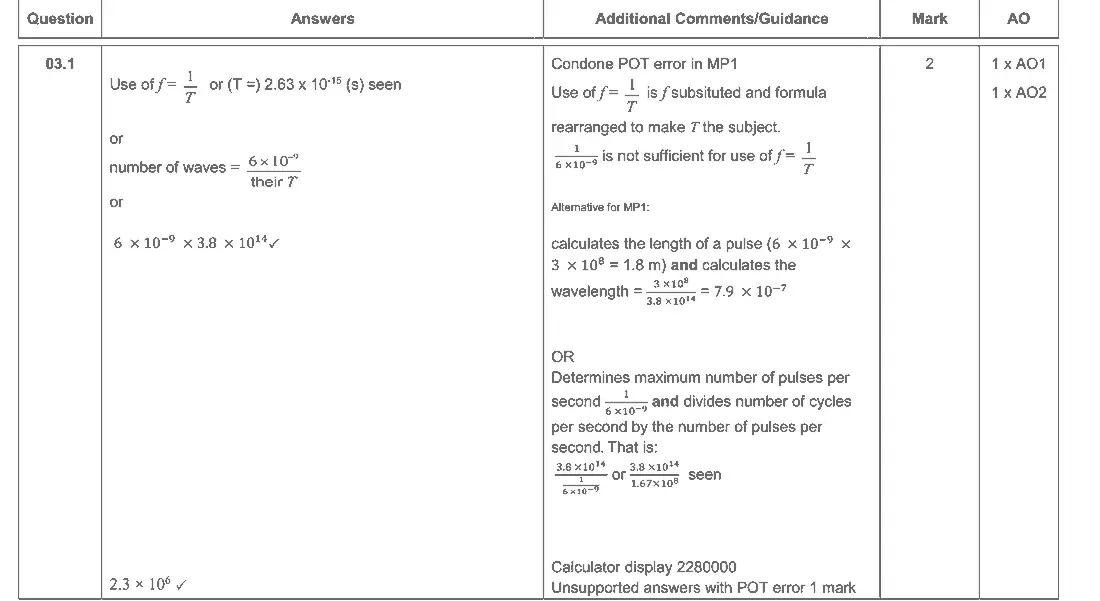 Question Answers Additional Comments/Guidance Mark AO
03.1 Condone POT error in MP1 2 1 x AO1
Use of f = 1/T or (T =) 2.63 x 10⁻¹⁵ (s) seen
Use of f = 1/T is f subsituted and formula 1 x AO2
rearranged to make T the subject.
or
1/(6 ×10⁻⁹) is not sufficient for use of f = 1/T
number of waves = (6 × 10⁻⁹)/(their T)
or
Alternative for MP1:
6 × 10⁻⁹ × 3.8 × 10¹⁴ ✓
calculates the length of a pulse (6 × 10⁻⁹ ×
3 × 10⁸ = 1.8 m) and calculates the
wavelength = (3 ×10⁸)/(3.8 ×10¹⁴) = 7.9 × 10⁻⁷
OR
Determines maximum number of pulses per
second 1/(6 ×10⁻⁹) and divides number of cycles
per second by the number of pulses per
second. That is:
(3.8 ×10¹⁴)/(1/(6 ×10⁻⁹)) or (3.8 ×10¹⁴)/(1.67×10⁸) seen
Calculator display 2280000
2.3 × 10⁶ ✓
Unsupported answers with POT error 1 mark